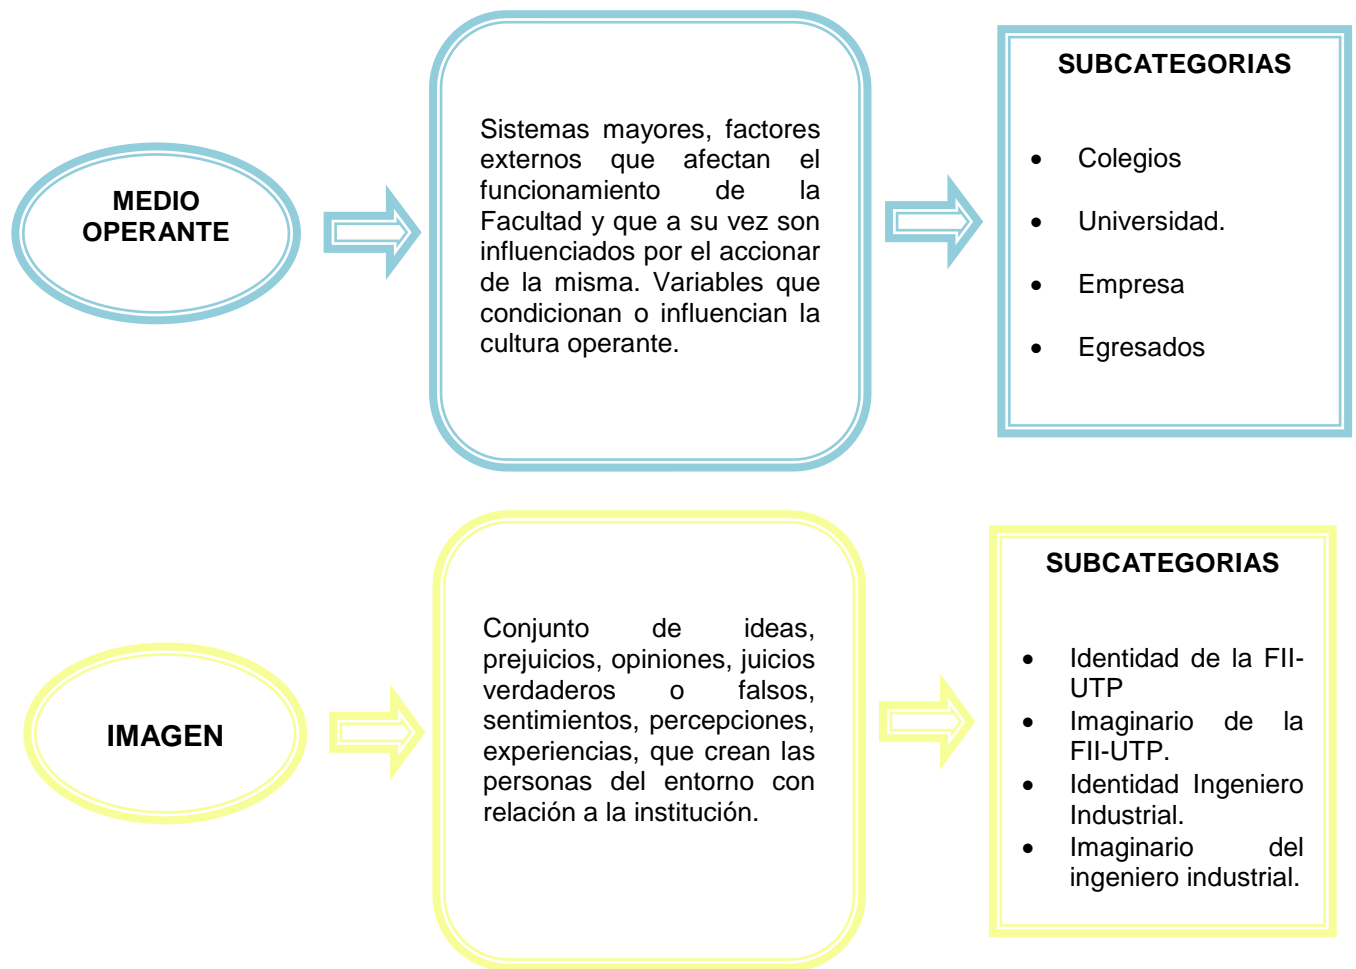 MEDIO
OPERANTE
Sistemas mayores, factores
externos que afectan el
funcionamiento de la
Facultad y que a su vez son
influenciados por el accionar
de la misma. Variables que
condicionan o influencian la
cultura operante.
SUBCATEGORIAS
• Colegios
• Universidad.
• Empresa
• Egresados
IMAGEN
Conjunto de ideas,
prejuicios, opiniones, juicios
verdaderos o falsos,
sentimientos, percepciones,
experiencias, que crean las
personas del entorno con
relación a la institución.
SUBCATEGORIAS
• Identidad de la FII-
UTP
• Imaginario de la
FII-UTP.
• Identidad Ingeniero
Industrial.
• Imaginario del
ingeniero industrial.